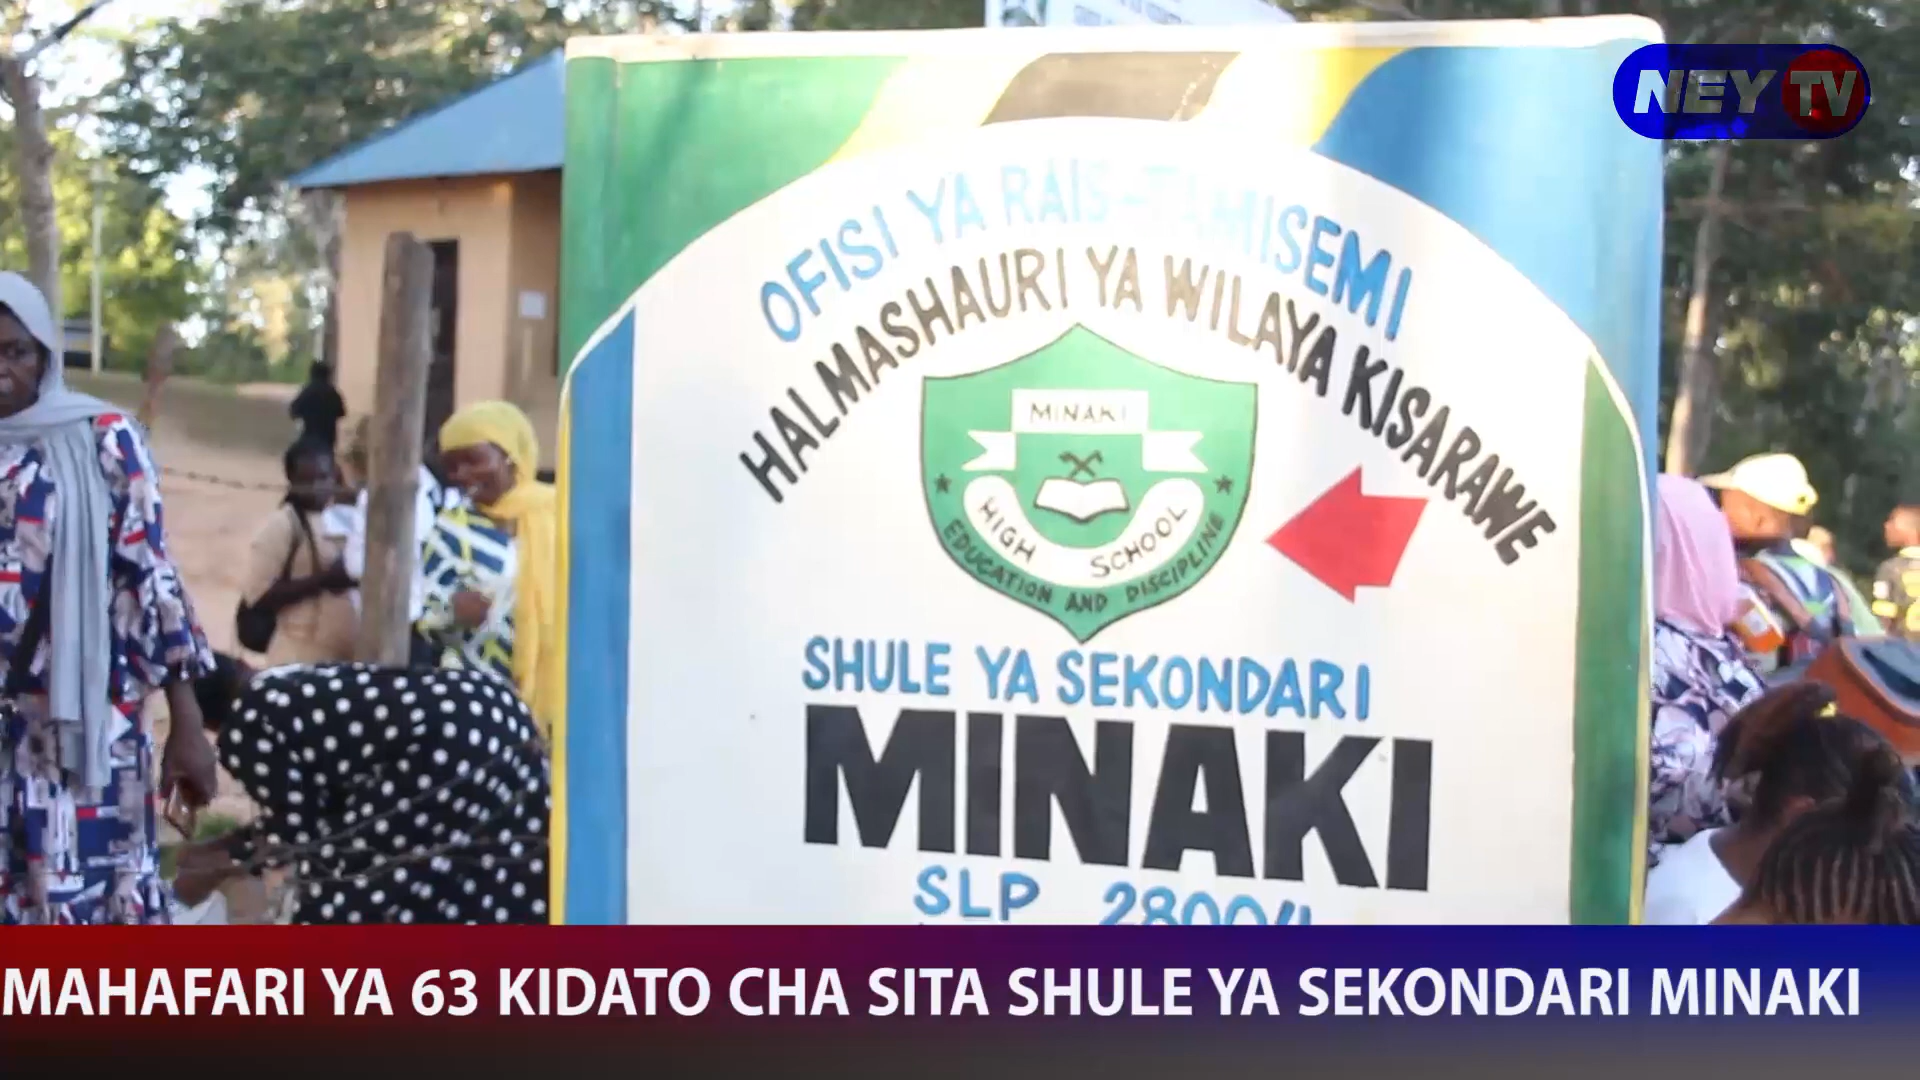 NEY TV
OFISI YA RAIS-TAMISEMI
HALMASHAURI YA WILAYA KISARAWE
MINAKI
HIGH SCHOOL
EDUCATION AND DISCIPLINE
SHULE YA SEKONDARI
MINAKI
SLP
MAHAFARI YA 63 KIDATO CHA SITA SHULE YA SEKONDARI MINAKI